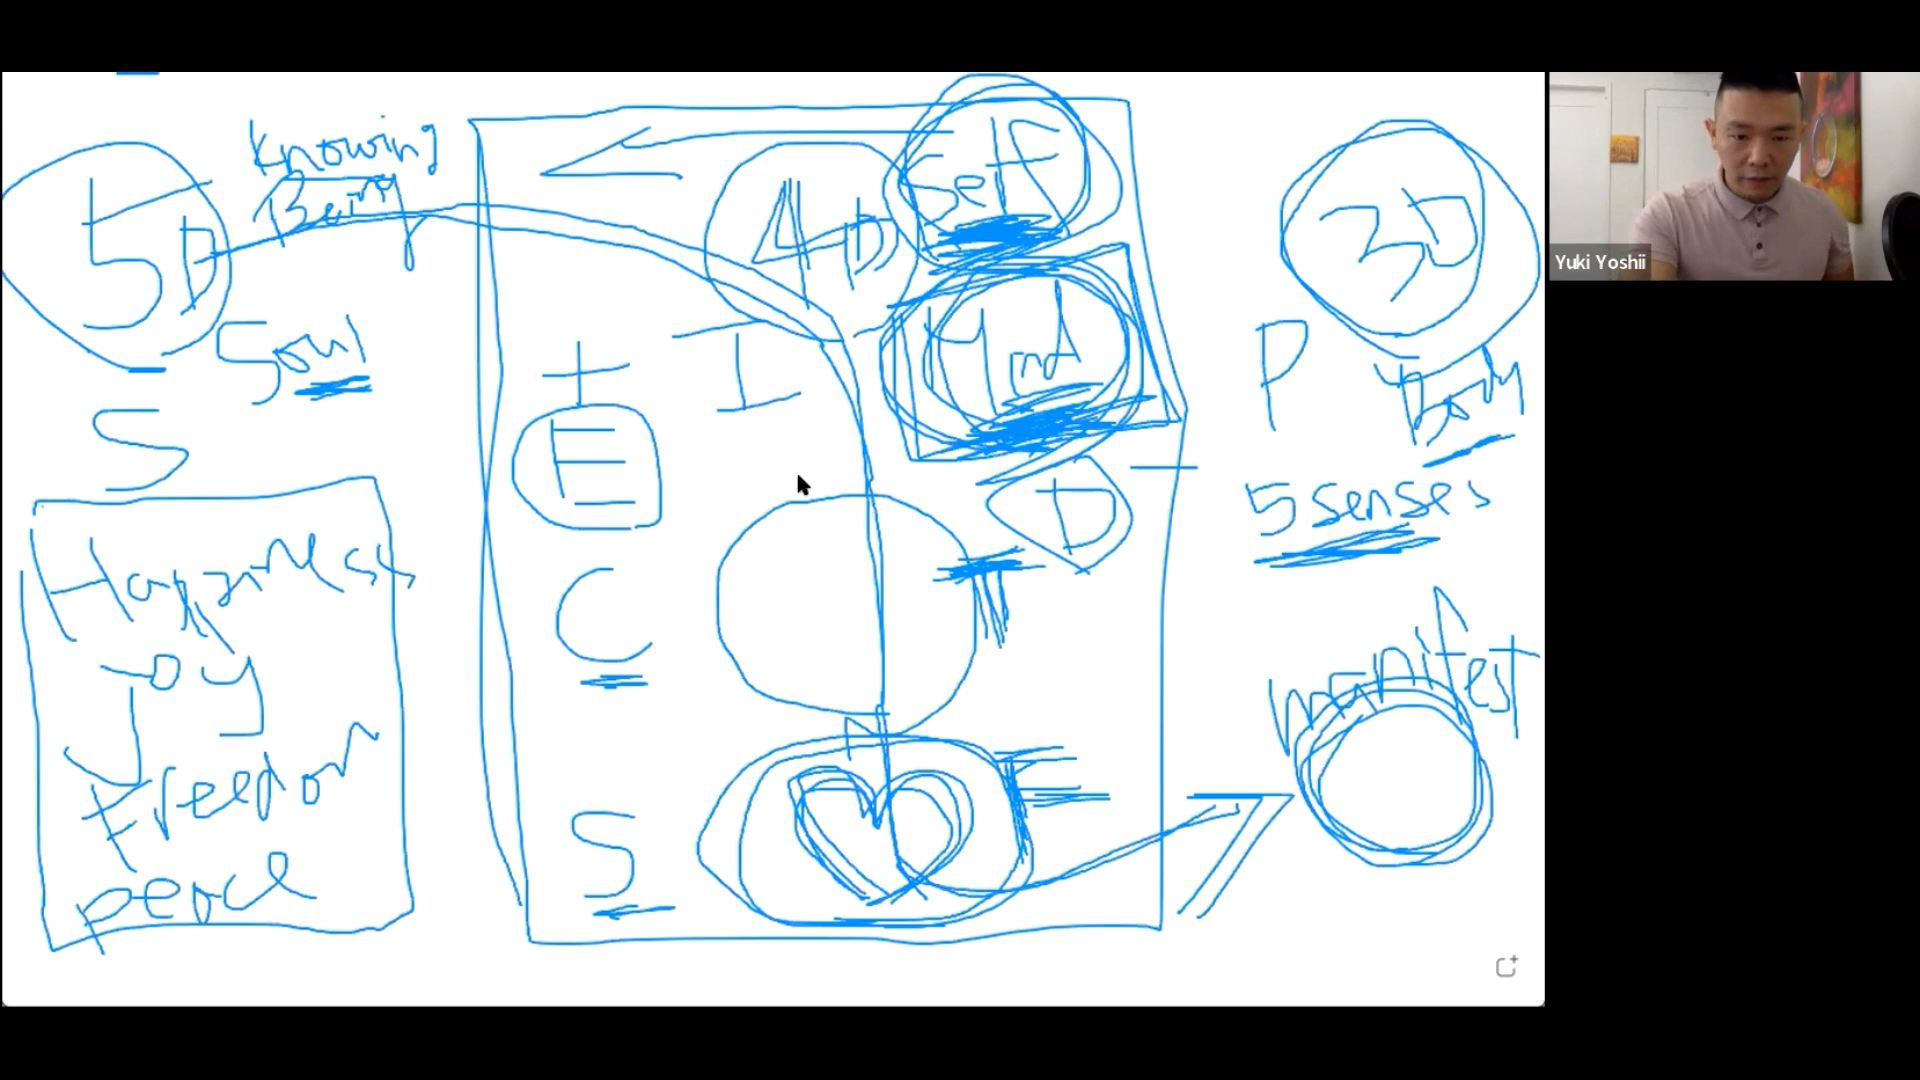 5D
Knowing
Being
Soul
S
Happiness
Joy
Freedom
peace
4D
Self
Mind
I
+
E
D
-
C
T
S
E
3D
P
Body
5 senses
manifest
Yuki Yoshii